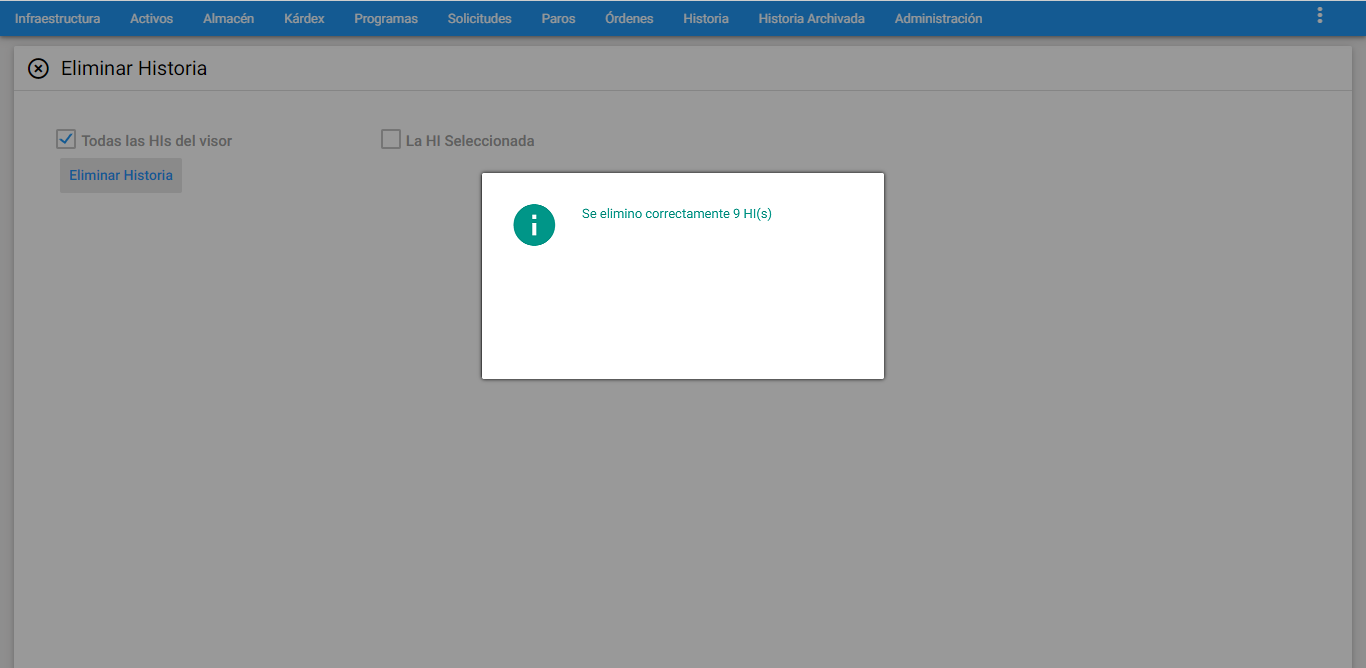 Infraestructura Activos Almacén Kárdex Programas Solicitudes Paros Órdenes Historia Historia Archivada Administración
Eliminar Historia
Todas las HIs del visor La HI Seleccionada
Eliminar Historia
Se elimino correctamente 9 HI(s)